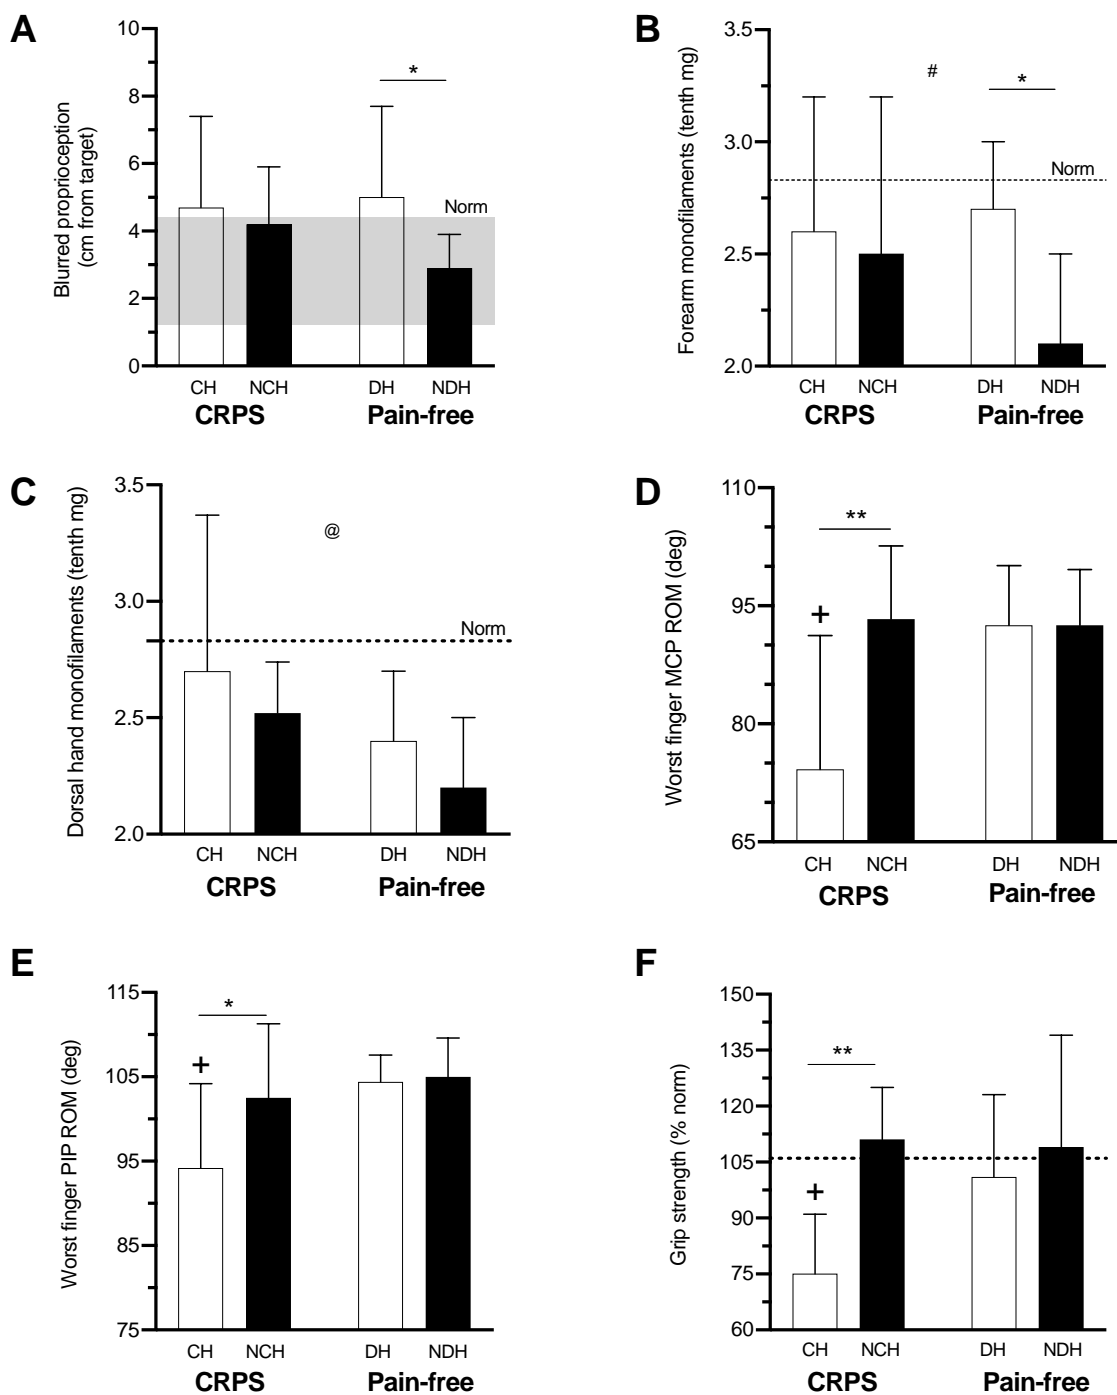 A
Blurred proprioception
(cm from target)
10
8
6
4
2
0
*
Norm
CH NCH DH NDH
CRPS Pain-free
B
Forearm monofilaments (tenth mg)
3.5
3.0
2.5
2.0
#
*
Norm
CH NCH DH NDH
CRPS Pain-free
C
Dorsal hand monofilaments (tenth mg)
3.5
3.0
2.5
2.0
@
Norm
CH NCH DH NDH
CRPS Pain-free
D
Worst finger MCP ROM (deg)
110
95
80
65
**
+
CH NCH DH NDH
CRPS Pain-free
E
Worst finger PIP ROM (deg)
115
105
95
85
75
*
+
CH NCH DH NDH
CRPS Pain-free
F
Grip strength (% norm)
150
135
120
105
90
75
60
**
+
CH NCH DH NDH
CRPS Pain-free